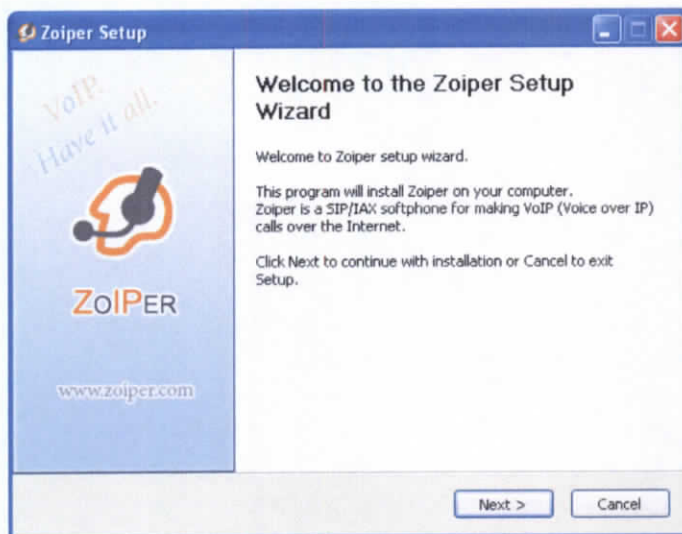 Zoiper Setup
VoIP.
Have it all.
ZOIPER
www.zoiper.com
Welcome to the Zoiper Setup
Wizard
Welcome to Zoiper setup wizard.
This program will install Zoiper on your computer.
Zoiper is a SIP/IAX softphone for making VoIP (Voice over IP)
calls over the Internet.
Click Next to continue with installation or Cancel to exit
Setup.
Next >
Cancel